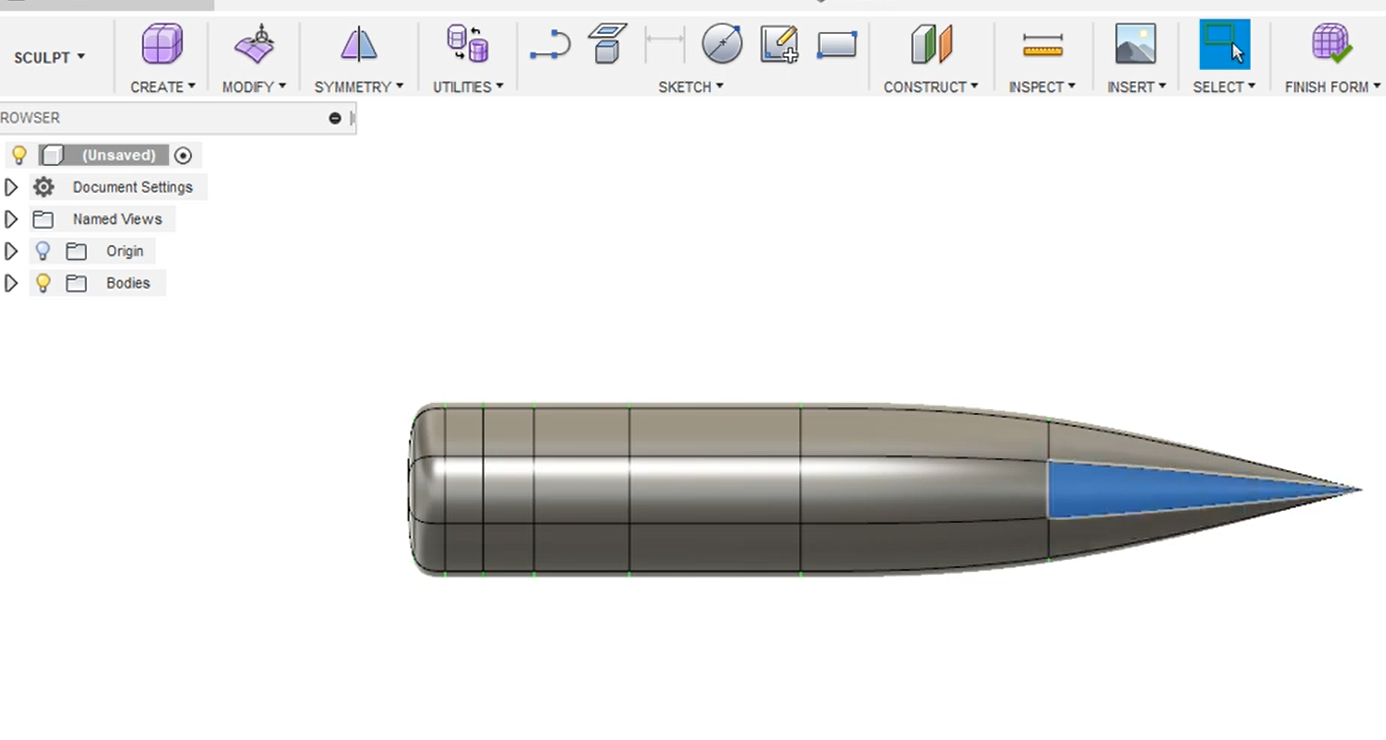 SCULPT
CREATE MODIFY SYMMETRY UTILITIES SKETCH CONSTRUCT INSPECT INSERT SELECT FINISH FORM
ROWSER
(Unsaved)
Document Settings
Named Views
Origin
Bodies